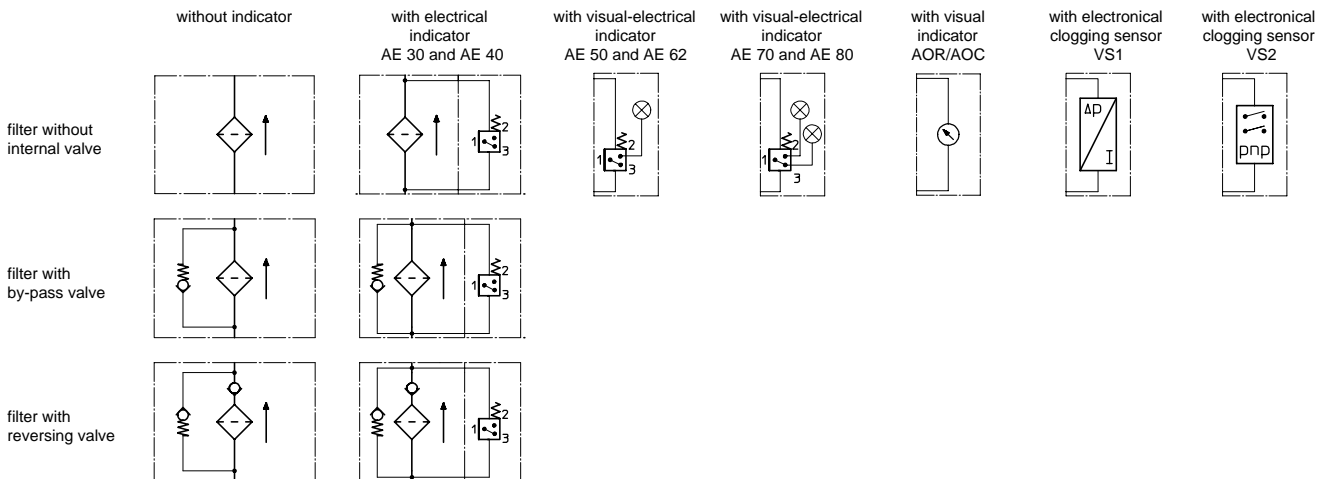 without indicator
with electrical
indicator
AE 30 and AE 40
with visual-electrical
indicator
AE 50 and AE 62
with visual-electrical
indicator
AE 70 and AE 80
with visual
indicator
AOR/AOC
with electronical
clogging sensor
VS1
with electronical
clogging sensor
VS2
filter without
internal valve
1 2 3
1 2 3
1 2 3
Δp
I
pnp
filter with
by-pass valve
1 2 3
filter with
reversing valve
1 2 3